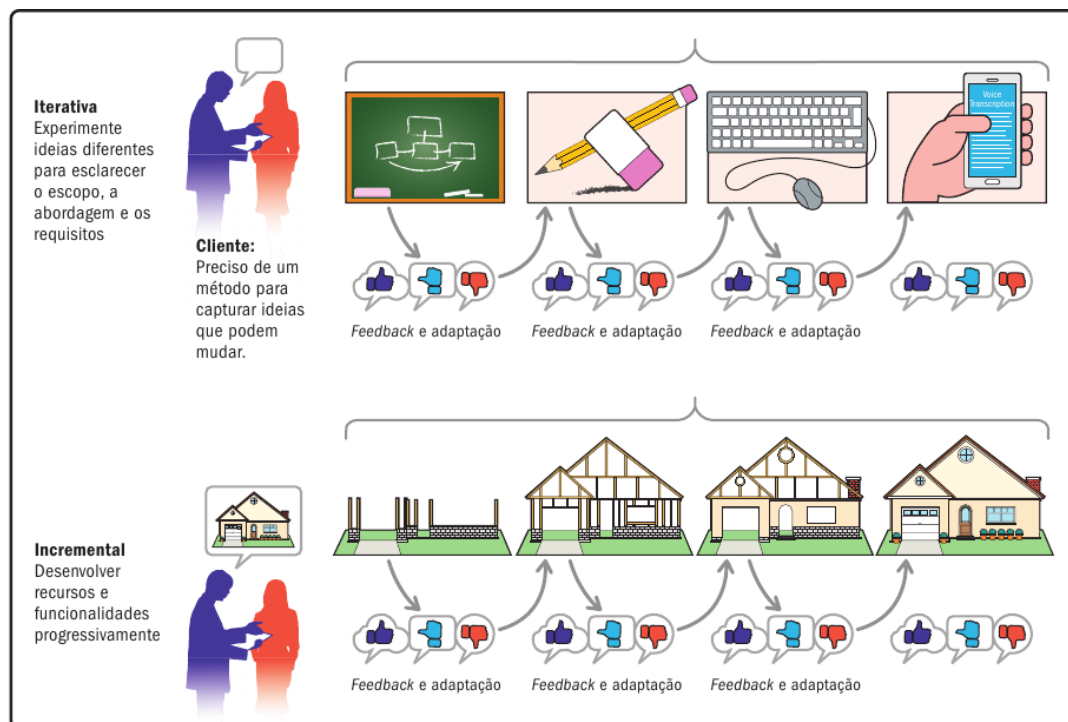 Iterativa
Experimente
ideias diferentes
para esclarecer
o escopo, a
abordagem e os
requisitos
Cliente:
Preciso de um
método para
capturar ideias
que podem
mudar.
Voice
Transcription
Feedback e adaptação
Feedback e adaptação
Feedback e adaptação
Incremental
Desenvolver
recursos e
funcionalidades
progressivamente
Feedback e adaptação
Feedback e adaptação
Feedback e adaptação